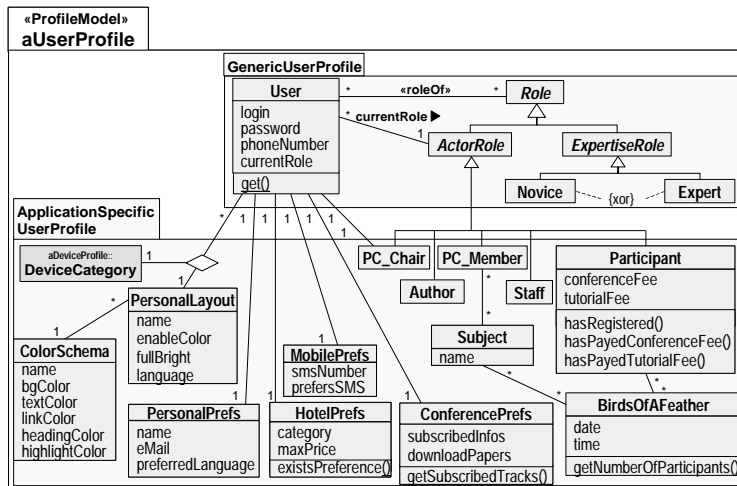 «ProfileModel»
aUserProfile
GenericUserProfile
User
login
password
phoneNumber
currentRole
get()
* «roleOf» *
* currentRole ▶
1
Role
ActorRole
ExpertiseRole
Novice
{xor}
Expert
ApplicationSpecific
UserProfile
* 1 1 1 1 1
1
aDeviceProfile::
DeviceCategory
1
1
PC_Chair
PC_Member
Author
Staff
Participant
conferenceFee
tutorialFee
hasRegistered()
hasPayedConferenceFee()
hasPayedTutorialFee()
*
*
Subject
name
*
*
*
*
PersonalLayout
name
enableColor
fullBright
language
*
1
ColorSchema
name
bgColor
textColor
linkColor
headingColor
highlightColor
1
MobilePrefs
smsNumber
prefersSMS
1
PersonalPrefs
name
eMail
preferredLanguage
1
HotelPrefs
category
maxPrice
existsPreference()
1
ConferencePrefs
subscribedInfos
downloadPapers
getSubscribedTracks()
BirdsOfAFeather
date
time
getNumberOfParticipants()